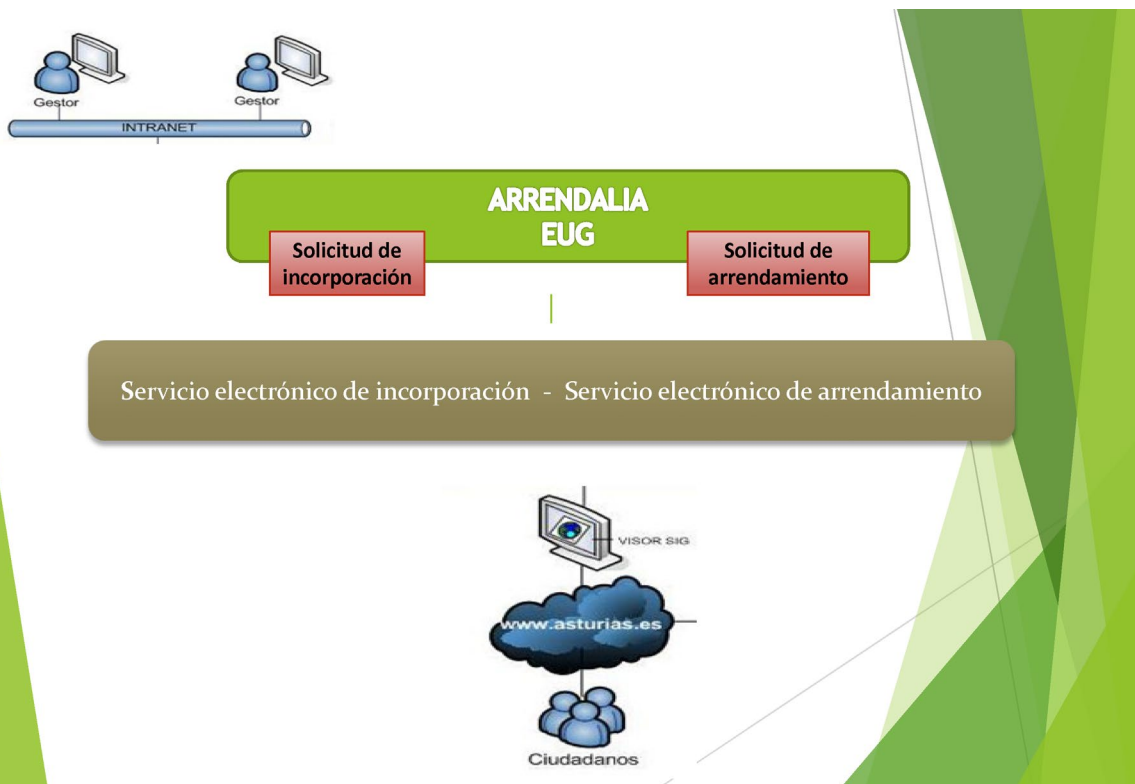 Gestor
Gestor
INTRANET
ARRENDALIA
EUG
Solicitud de
incorporación
Solicitud de
arrendamiento
Servicio electrónico de incorporación - Servicio electrónico de arrendamiento
VISOR SIG
www.asturias.es
Ciudadanos